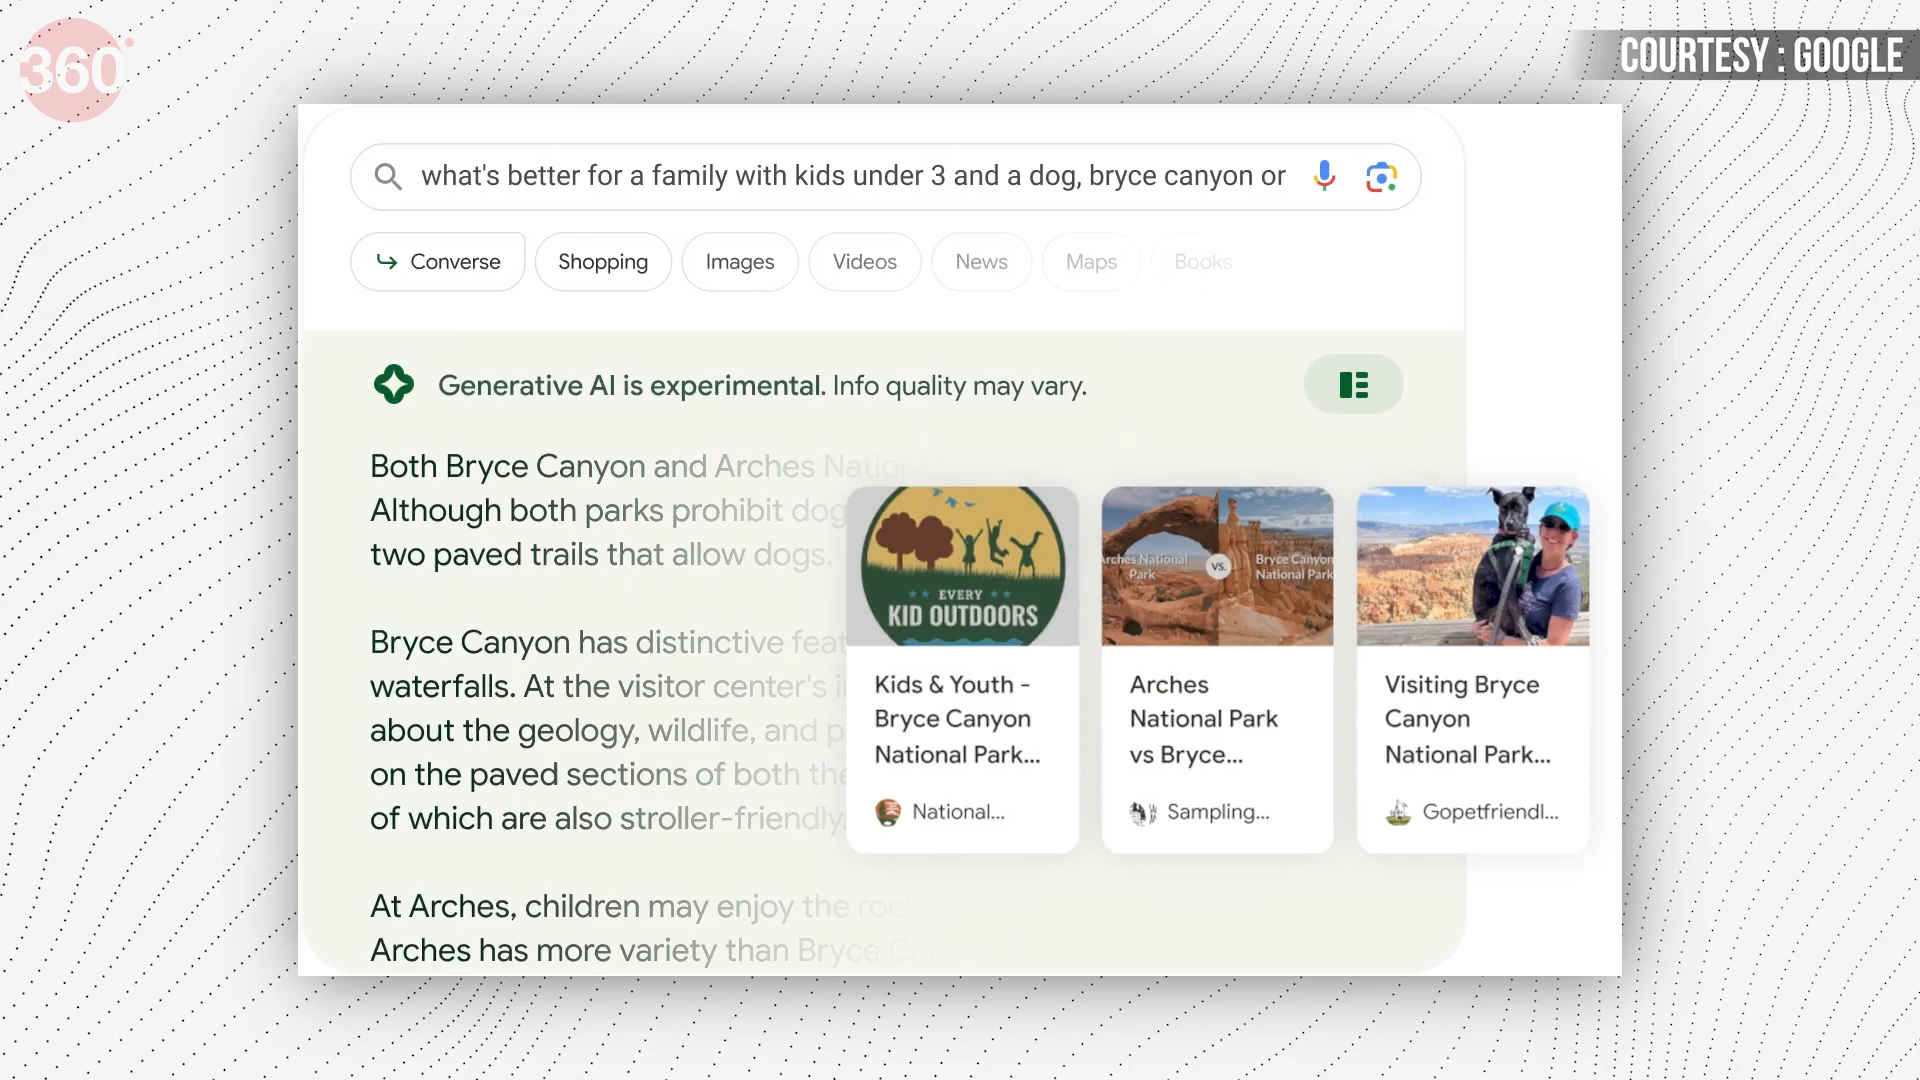 360°
COURTESY : GOOGLE
what's better for a family with kids under 3 and a dog, bryce canyon or
Converse
Shopping
Images
Videos
News
Maps
Books
Generative AI is experimental. Info quality may vary.
Both Bryce Canyon and Arches Natio
Although both parks prohibit dog
two paved trails that allow dogs.
Bryce Canyon has distinctive feat
waterfalls. At the visitor center's i
about the geology, wildlife, and p
on the paved sections of both the
of which are also stroller-friendly.
At Arches, children may enjoy the rock
Arches has more variety than Bryce Canyo
EVERY
KID OUTDOORS
Kids & Youth -
Bryce Canyon
National Park...
National...
Arches National
Park
VS.
Bryce Canyon
National Park
Arches
National Park
vs Bryce...
Sampling...
Visiting Bryce
Canyon
National Park...
Gopetfriendl...